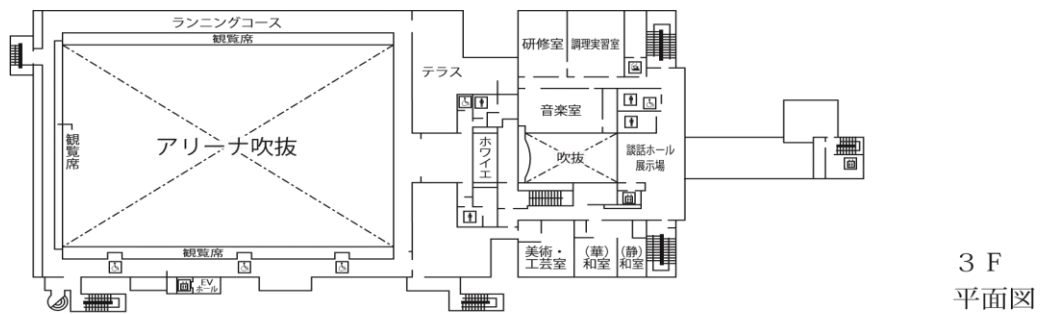 ランニングコース
観覧席
研修室
調理実習室
テラス
音楽室
観覧席
アリーナ吹抜
ホワイエ
吹抜
談話ホール
展示場
観覧席
美術・
工芸室
(華)
和室
(静)
和室
EV
ホール
3F
平面図